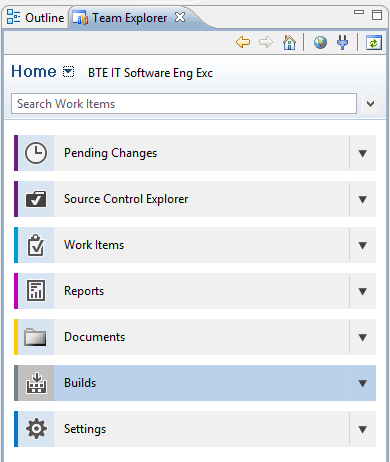 Outline
Team Explorer
Home
BTE IT Software Eng Exc
Search Work Items
Pending Changes
Source Control Explorer
Work Items
Reports
Documents
Builds
Settings